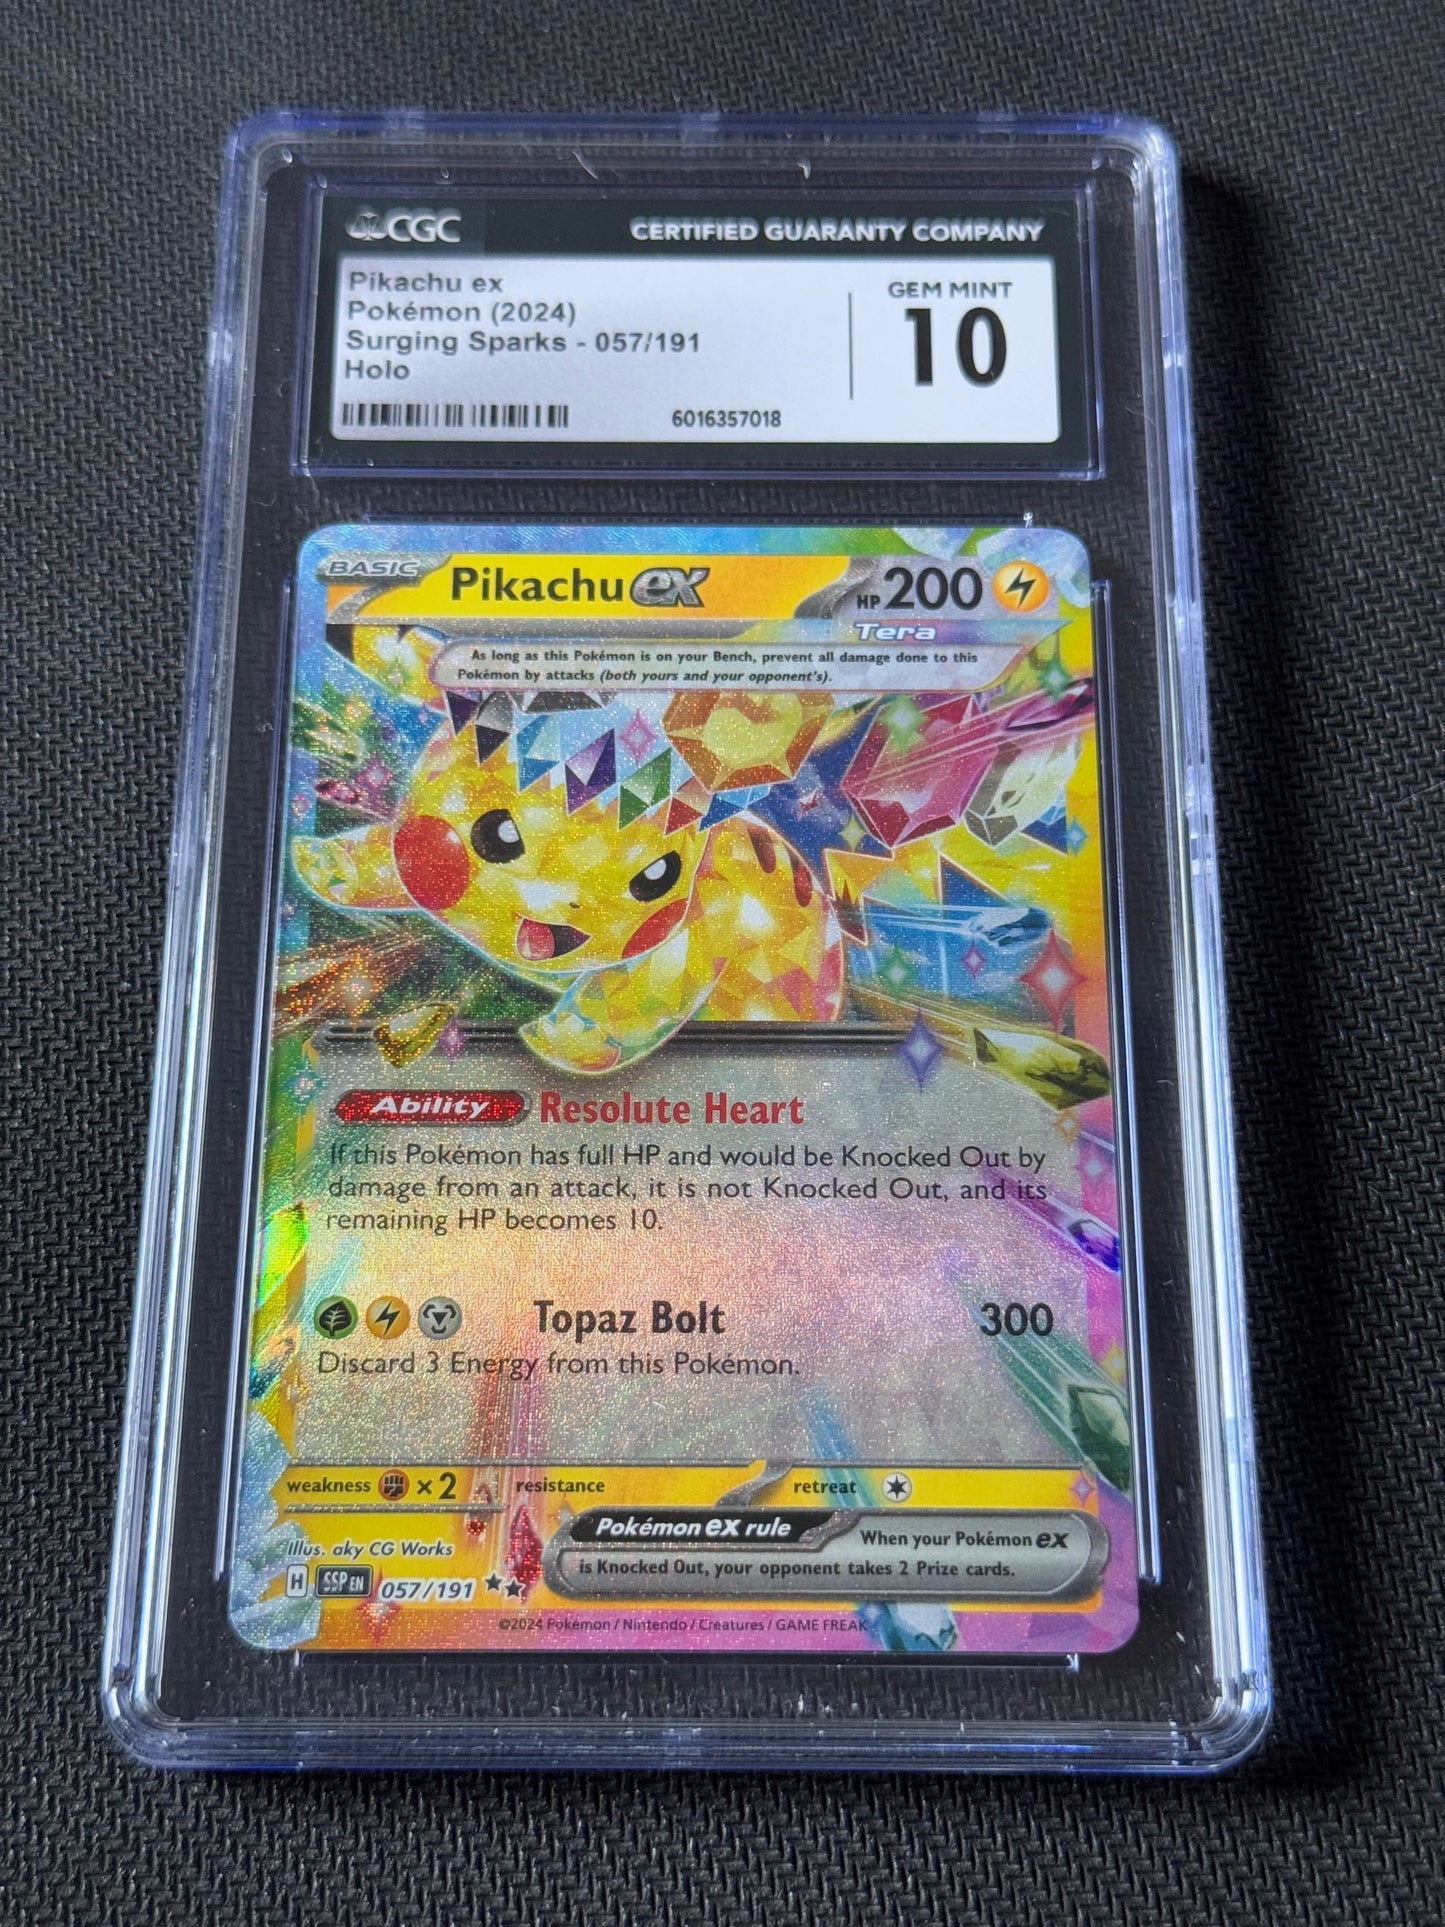 CGC CERTIFIED GUARANTY COMPANY
Pikachu ex
Pokémon (2024)
Surging Sparks - 057/191
Holo
GEM MINT
10
6016357018
BASIC Pikachu ex HP 200
Tera
As long as this Pokémon is on your Bench, prevent all damage done to this
Pokémon by attacks (both yours and your opponent's).
Ability Resolute Heart
If this Pokémon has full HP and would be Knocked Out by
damage from an attack, it is not Knocked Out, and its
remaining HP becomes 10.
Topaz Bolt 300
Discard 3 Energy from this Pokémon.
weakness ×2 resistance retreat
Pokémon ex rule When your Pokémon ex
is Knocked Out, your opponent takes 2 Prize cards.
Illus. aky CG Works
H SSP EN 057/191
©2024 Pokémon / Nintendo / Creatures / GAME FREAK